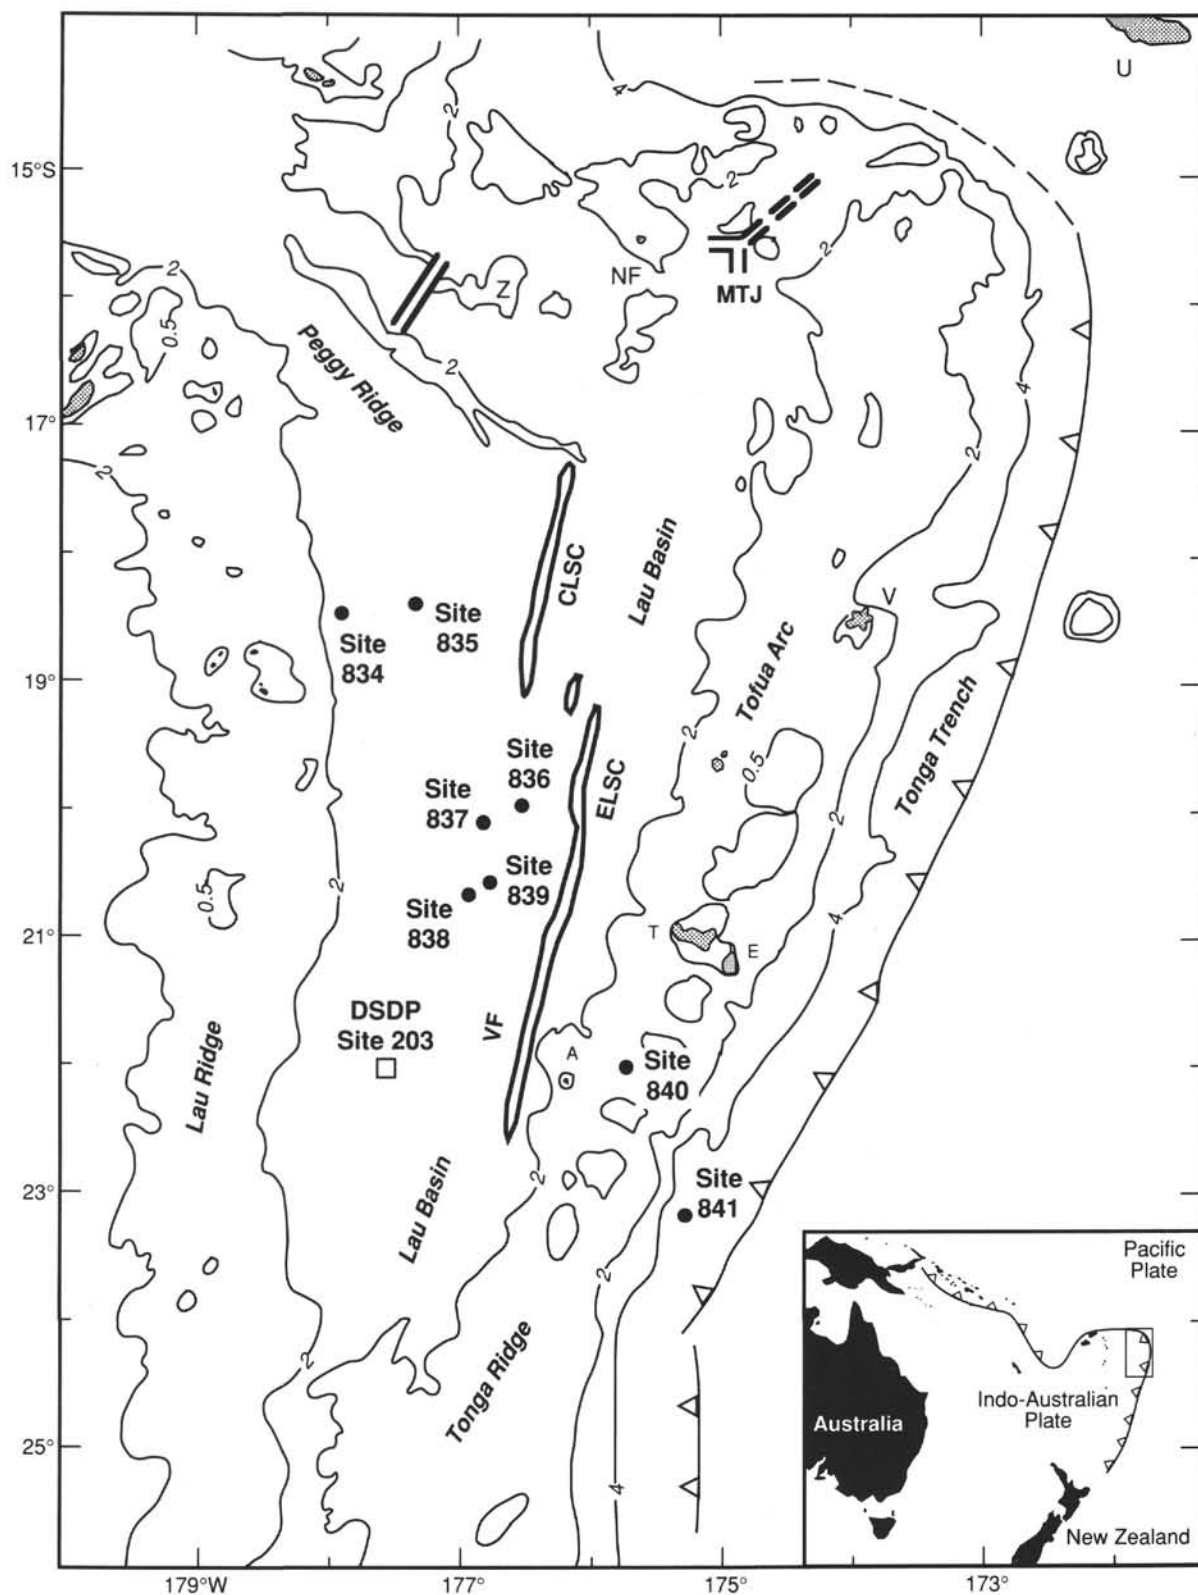 U
4
2
15°S
2
2
2
Z
NF
MTJ
0.5
Peggy Ridge
2
2
4
17°
2
2
2
CLSC
Lau Basin
V
Site
835
Site
834
Tofua Arc
19°
Tonga Trench
2
Site
836
0.5
ELSC
Site
837
2
Site
839
0.5
2
Site
838
4
21°
T
E
DSDP
Site 203
VF
A
Site
840
Lau Ridge
Lau Basin
2
Site
841
23°
2
2
Tonga Ridge
25°
4
Pacific
Plate
Indo-Australian
Plate
Australia
New Zealand
179°W
177°
175°
173°